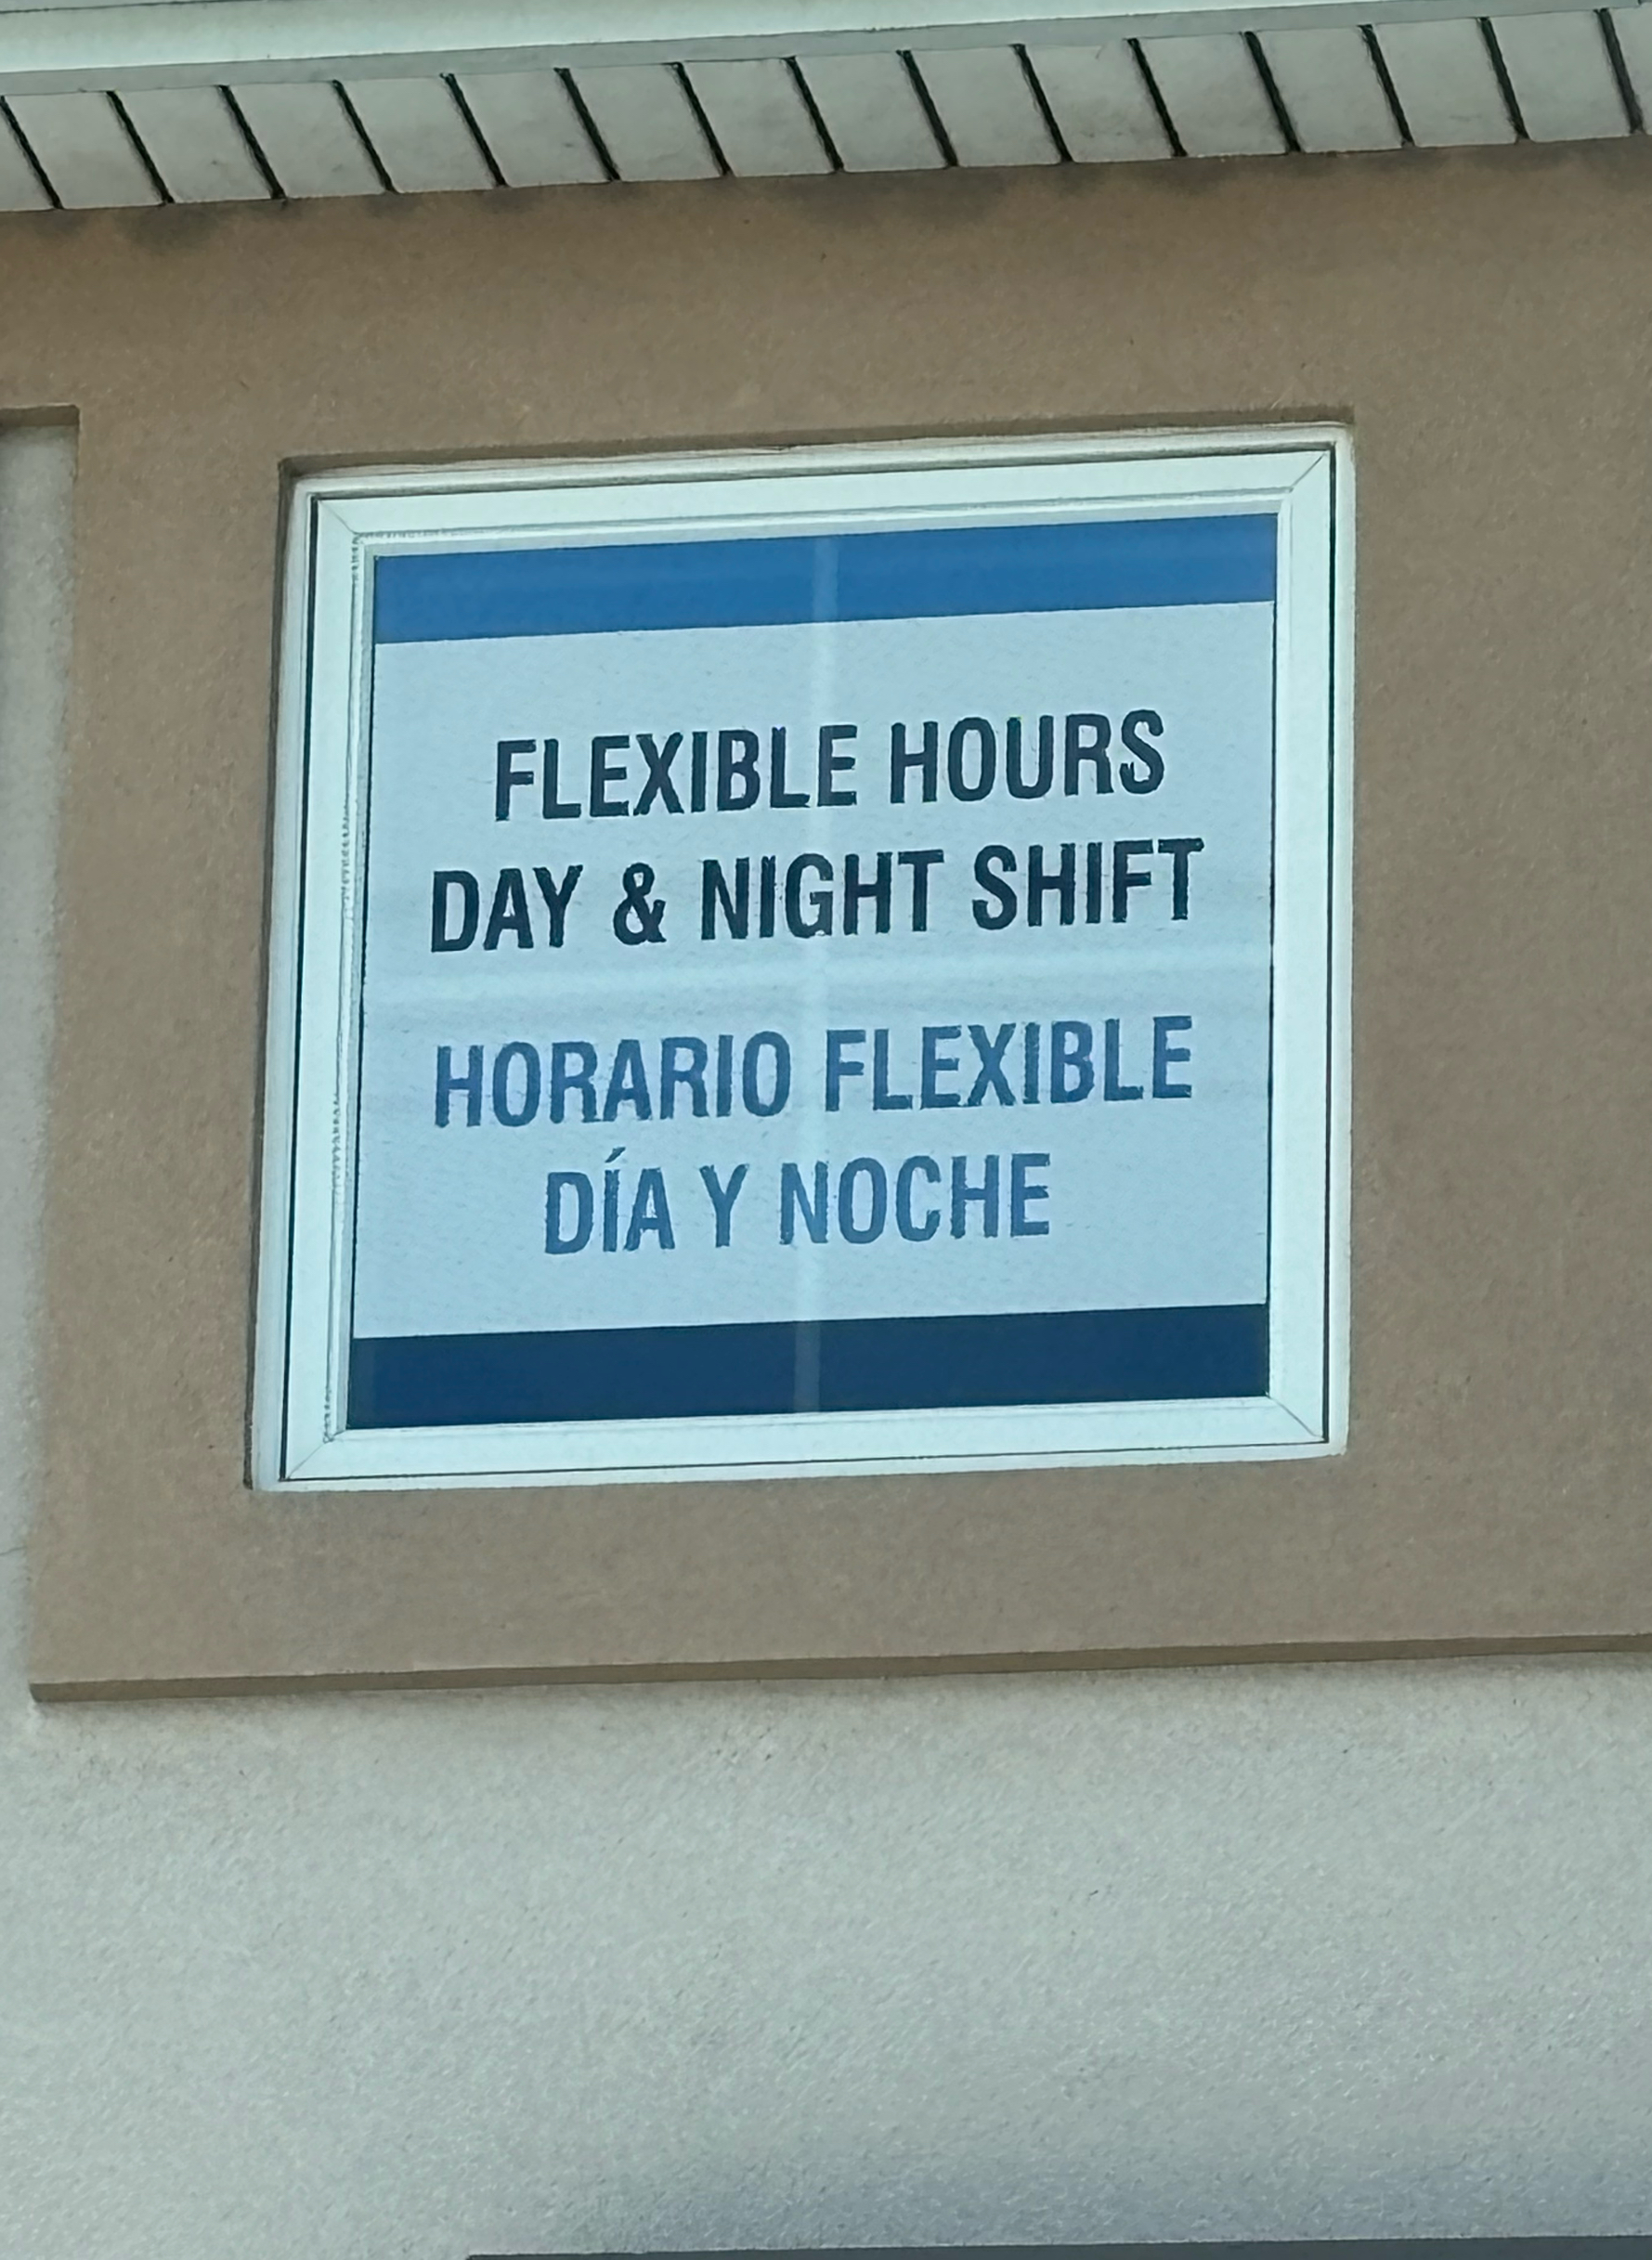 FLEXIBLE HOURS
DAY & NIGHT SHIFT
HORARIO FLEXIBLE
DÍA Y NOCHE